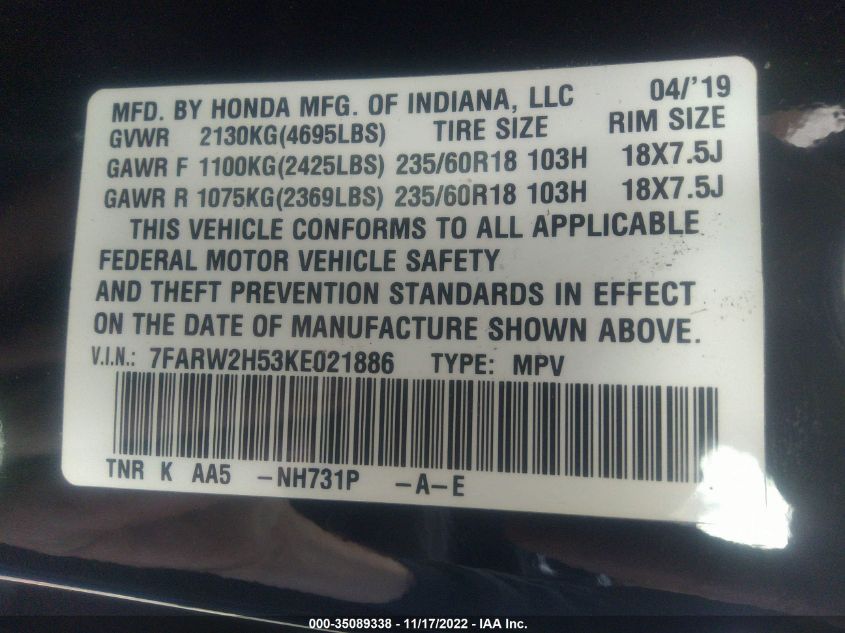 MFD. BY HONDA MFG. OF INDIANA, LLC 04/'19
GVWR 2130KG(4695LBS) TIRE SIZE RIM SIZE
GAWR F 1100KG(2425LBS) 235/60R18 103H 18X7.5J
GAWR R 1075KG(2369LBS) 235/60R18 103H 18X7.5J
THIS VEHICLE CONFORMS TO ALL APPLICABLE
FEDERAL MOTOR VEHICLE SAFETY
AND THEFT PREVENTION STANDARDS IN EFFECT
ON THE DATE OF MANUFACTURE SHOWN ABOVE.
V.I.N.: 7FARW2H53KE021886 TYPE: MPV
TNR K AA5 -NH731P -A-E
000-35089338 - 11/17/2022 - IAA Inc.